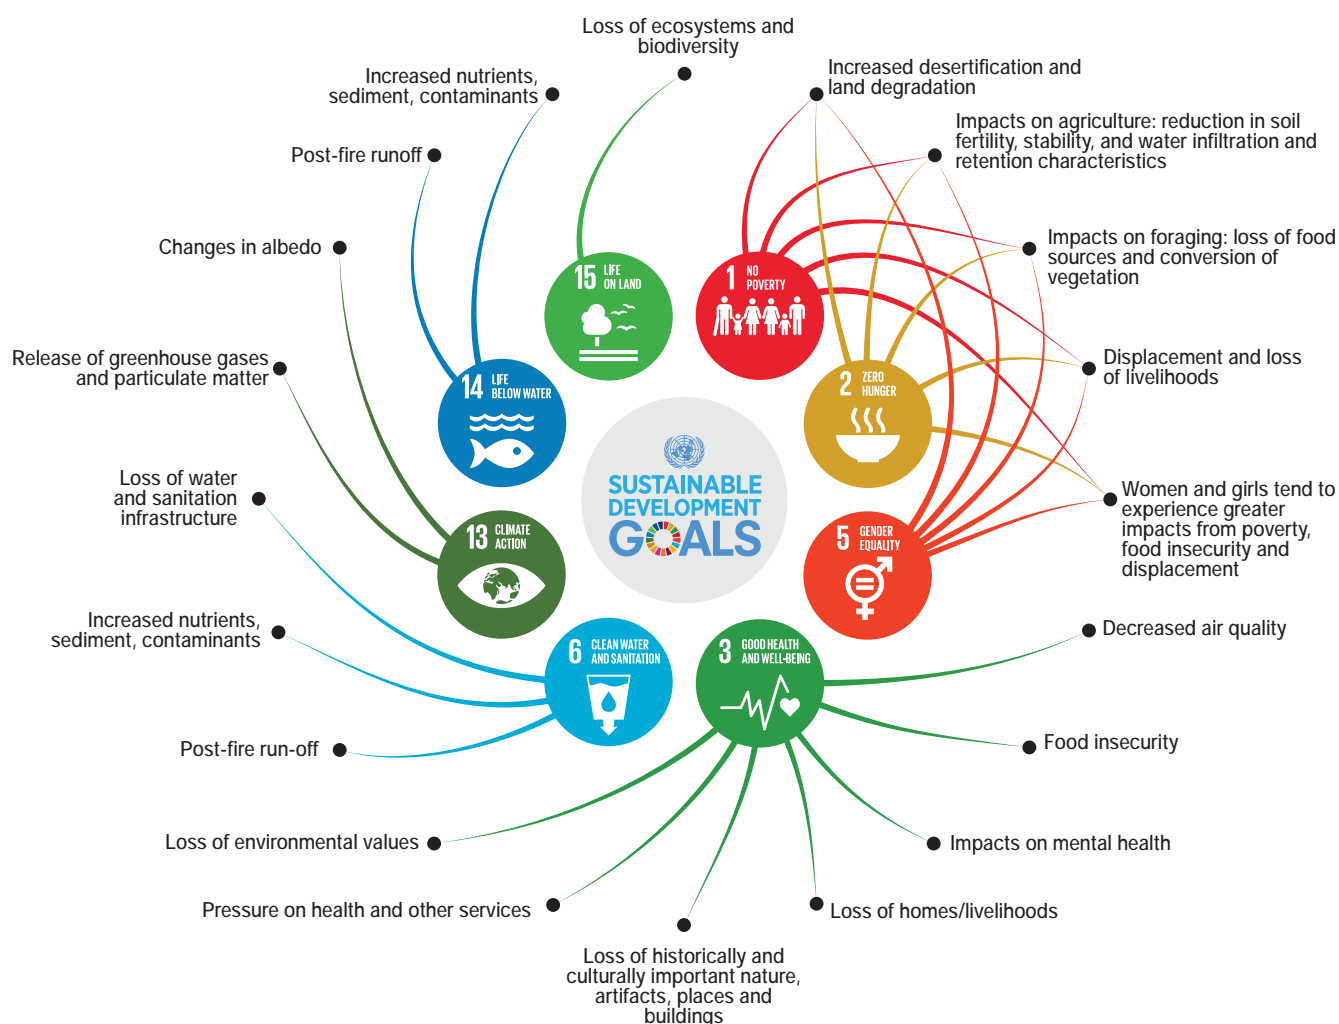 Loss of ecosystems and
biodiversity
Increased nutrients,
sediment, contaminants
Post-fire runoff
Changes in albedo
Release of greenhouse gases
and particulate matter
Loss of water
and sanitation
infrastructure
Increased nutrients,
sediment, contaminants
Post-fire run-off
Loss of environmental values
Pressure on health and other services
Loss of historically and
culturally important nature,
artifacts, places and
buildings
Loss of homes/livelihoods
Impacts on mental health
Food insecurity
Decreased air quality
Women and girls tend to
experience greater
impacts from poverty,
food insecurity and
displacement
Displacement and loss
of livelihoods
Impacts on foraging: loss of food
sources and conversion of
vegetation
Impacts on agriculture: reduction in soil
fertility, stability, and water infiltration and
retention characteristics
Increased desertification and
land degradation
15 LIFE
ON LAND
1 NO
POVERTY
14 LIFE
BELOW WATER
2 ZERO
HUNGER
SUSTAINABLE
DEVELOPMENT
GOALS
13 CLIMATE
ACTION
5 GENDER
EQUALITY
6 CLEAN WATER
AND SANITATION
3 GOOD HEALTH
AND WELL-BEING